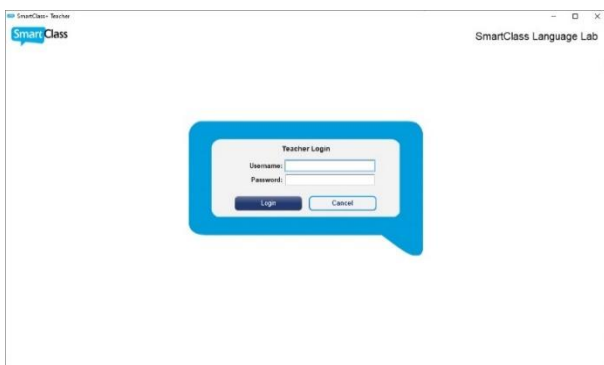 SmartClass+ Teacher
SmartClass
SmartClass Language Lab
Teacher Login
Username:
Password:
Login
Cancel